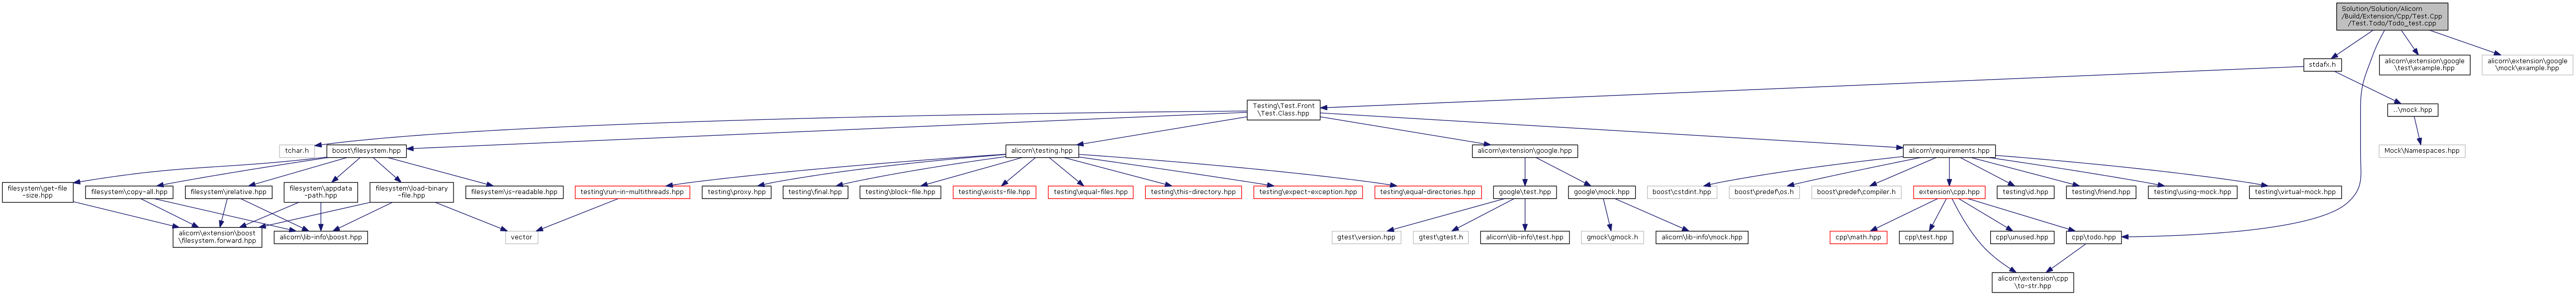 Solution/Solution/Alicorn
/Build/Extension/Cpp/Test.Cpp
/Test.Todo/Todo_test.cpp
stdafx.h
alicorn\extension\google
\test\example.hpp
alicorn\extension\google
\mock\example.hpp
Testing\Test.Front
\Test.Class.hpp
..\mock.hpp
tchar.h
boost\filesystem.hpp
alicorn\testing.hpp
alicorn\extension\google.hpp
alicorn\requirements.hpp
Mock\Namespaces.hpp
filesystem\get-file
-size.hpp
filesystem\copy-all.hpp
filesystem\relative.hpp
filesystem\appdata
-path.hpp
filesystem\load-binary
-file.hpp
filesystem\is-readable.hpp
testing\run-in-multithreads.hpp
testing\proxy.hpp
testing\final.hpp
testing\block-file.hpp
testing\exists-file.hpp
testing\equal-files.hpp
testing\this-directory.hpp
testing\expect-exception.hpp
testing\equal-directories.hpp
google\test.hpp
google\mock.hpp
boost\cstdint.hpp
boost\predef\os.h
boost\predef\compiler.h
extension\cpp.hpp
testing\d.hpp
testing\friend.hpp
testing\using-mock.hpp
testing\virtual-mock.hpp
alicorn\extension\boost
\filesystem.forward.hpp
alicorn\lib-info\boost.hpp
vector
gtest\version.hpp
gtest\gtest.h
alicorn\lib-info\test.hpp
gmock\gmock.h
alicorn\lib-info\mock.hpp
cpp\math.hpp
cpp\test.hpp
cpp\unused.hpp
cpp\todo.hpp
alicorn\extension\cpp
\to-str.hpp